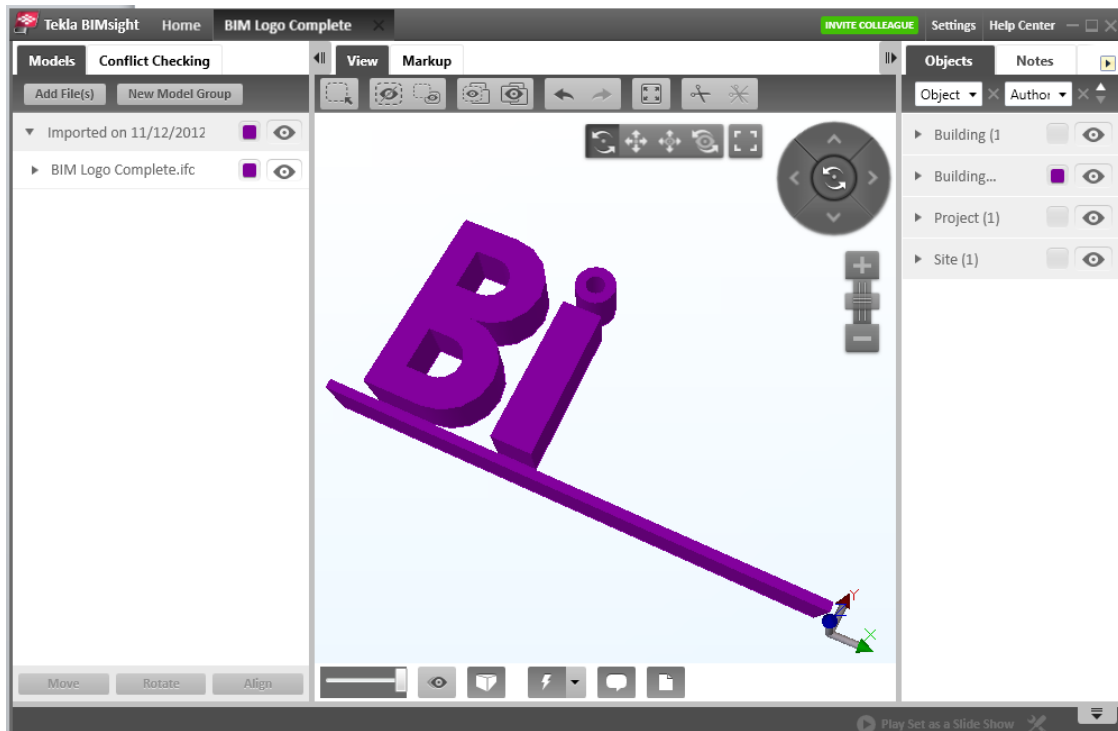 Tekla BIMsight Home BIM Logo Complete INVITE COLLEAGUE Settings Help Center
Models Conflict Checking View Markup Objects Notes
Add File(s) New Model Group Object Author
Imported on 11/12/2012 Building (1
BIM Logo Complete.ifc Building...
Project (1)
Site (1)
Bi
Y
X
Move Rotate Align
Play Set as a Slide Show